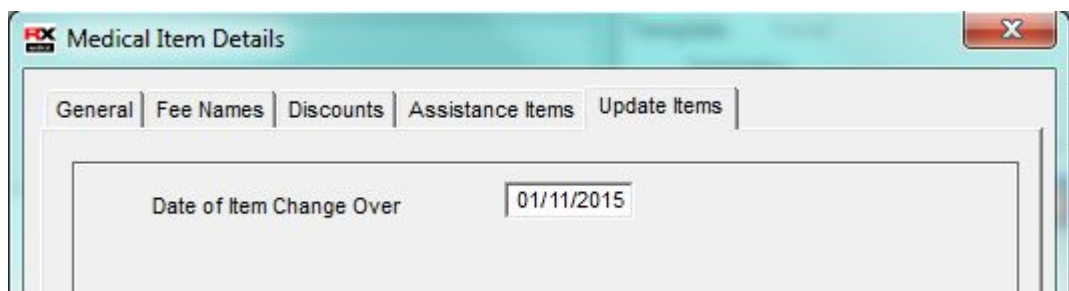 RX Medical Item Details
General Fee Names Discounts Assistance Items Update Items
Date of Item Change Over 01/11/2015